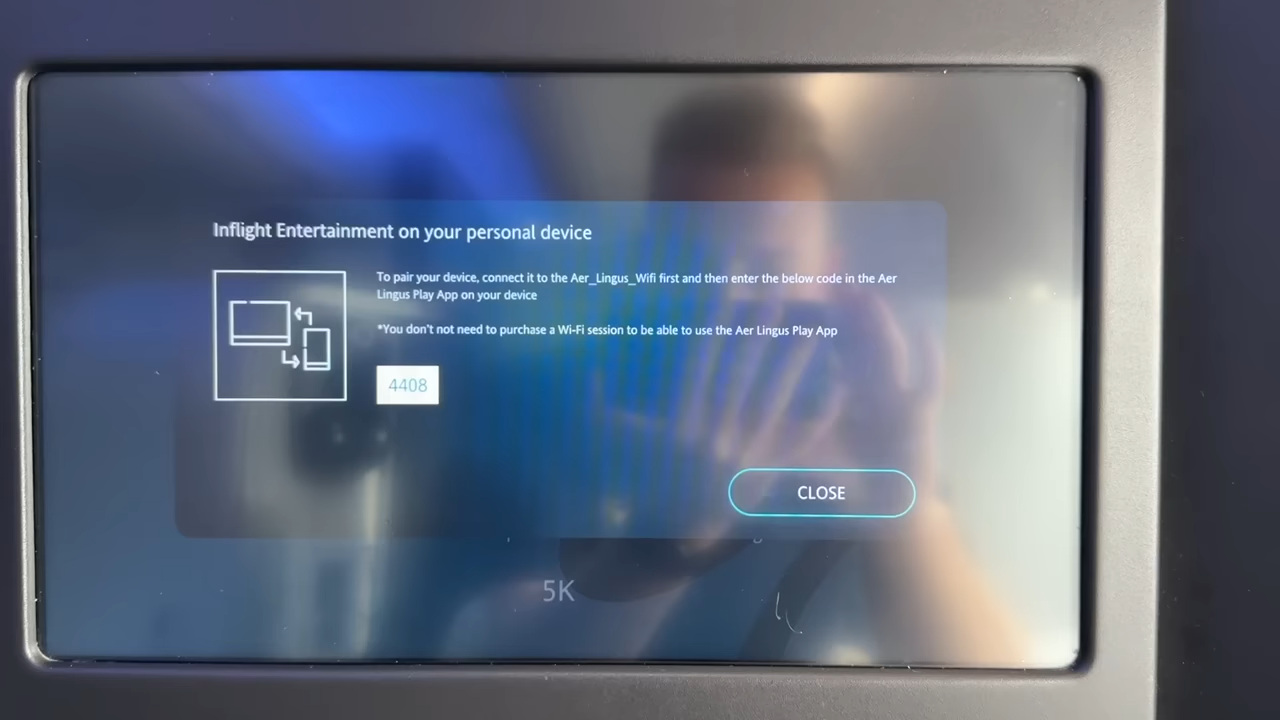 Inflight Entertainment on your personal device
To pair your device, connect it to the Aer_Lingus_Wifi first and then enter the below code in the Aer
Lingus Play App on your device
*You don't not need to purchase a Wi-Fi session to be able to use the Aer Lingus Play App
4408
CLOSE
5K